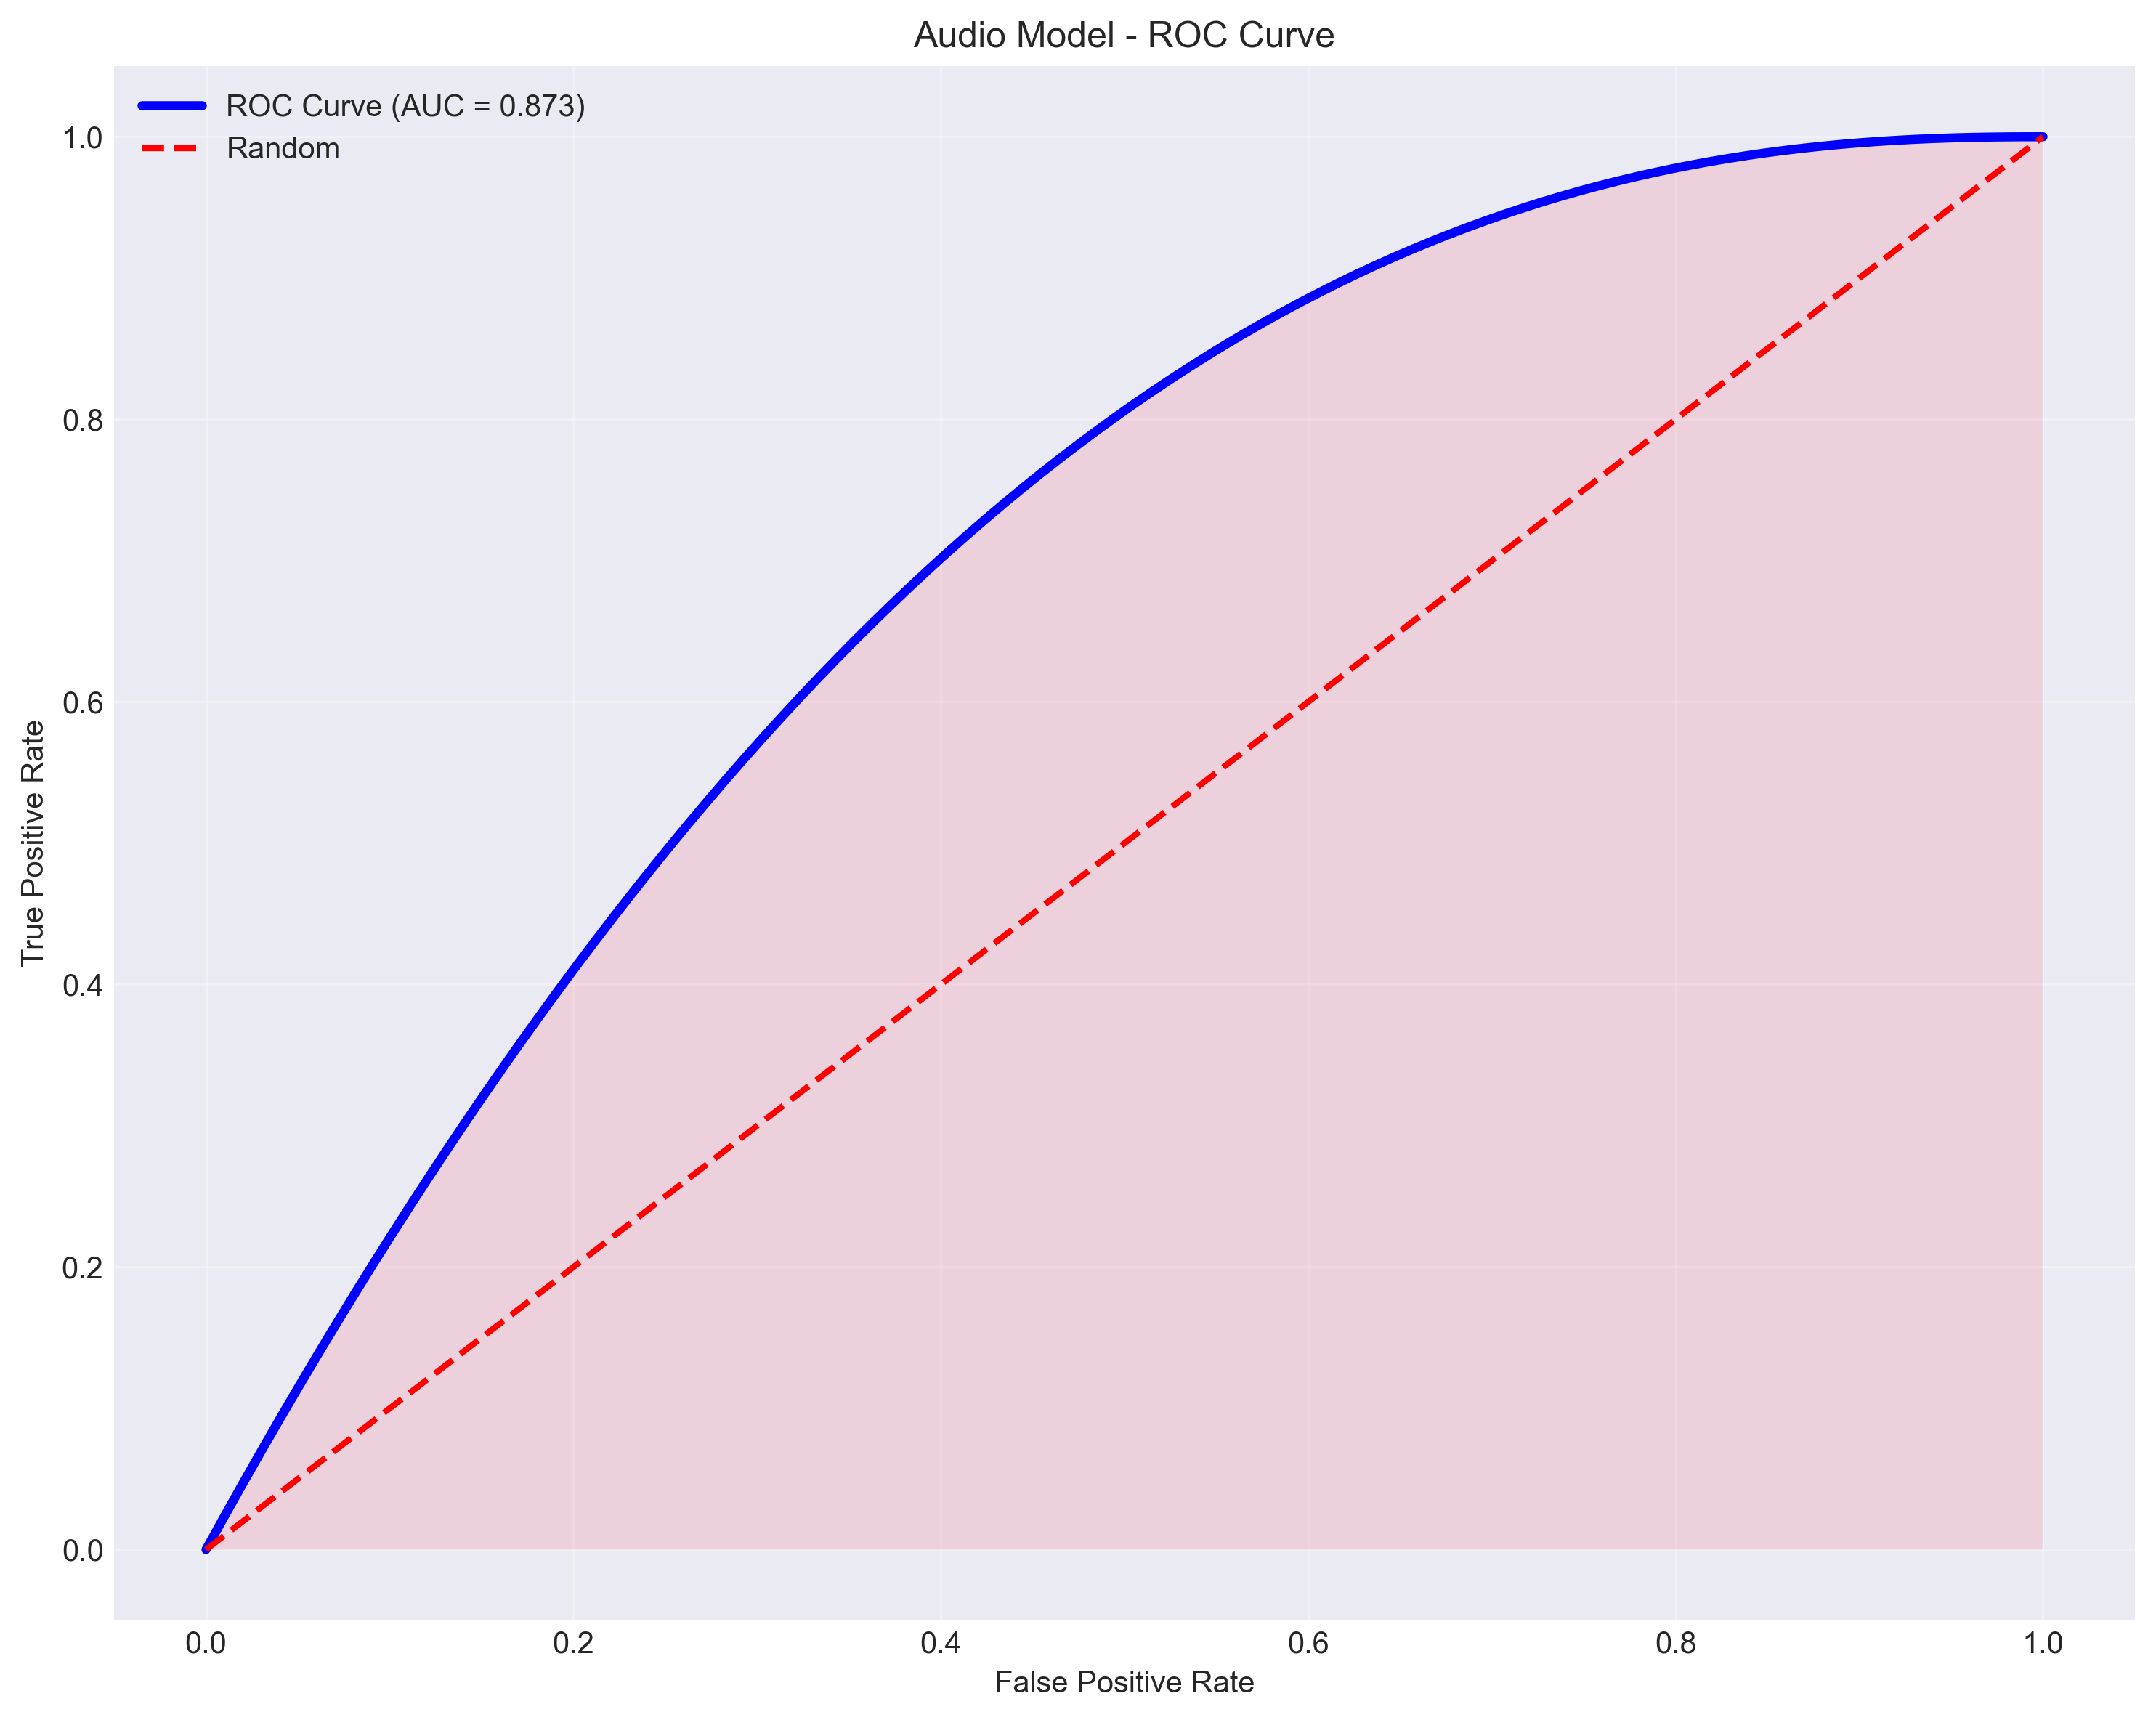 Audio Model - ROC Curve
ROC Curve (AUC = 0.873)
Random
1.0
0.8
0.6
0.4
0.2
0.0
True Positive Rate
0.0 0.2 0.4 0.6 0.8 1.0
False Positive Rate